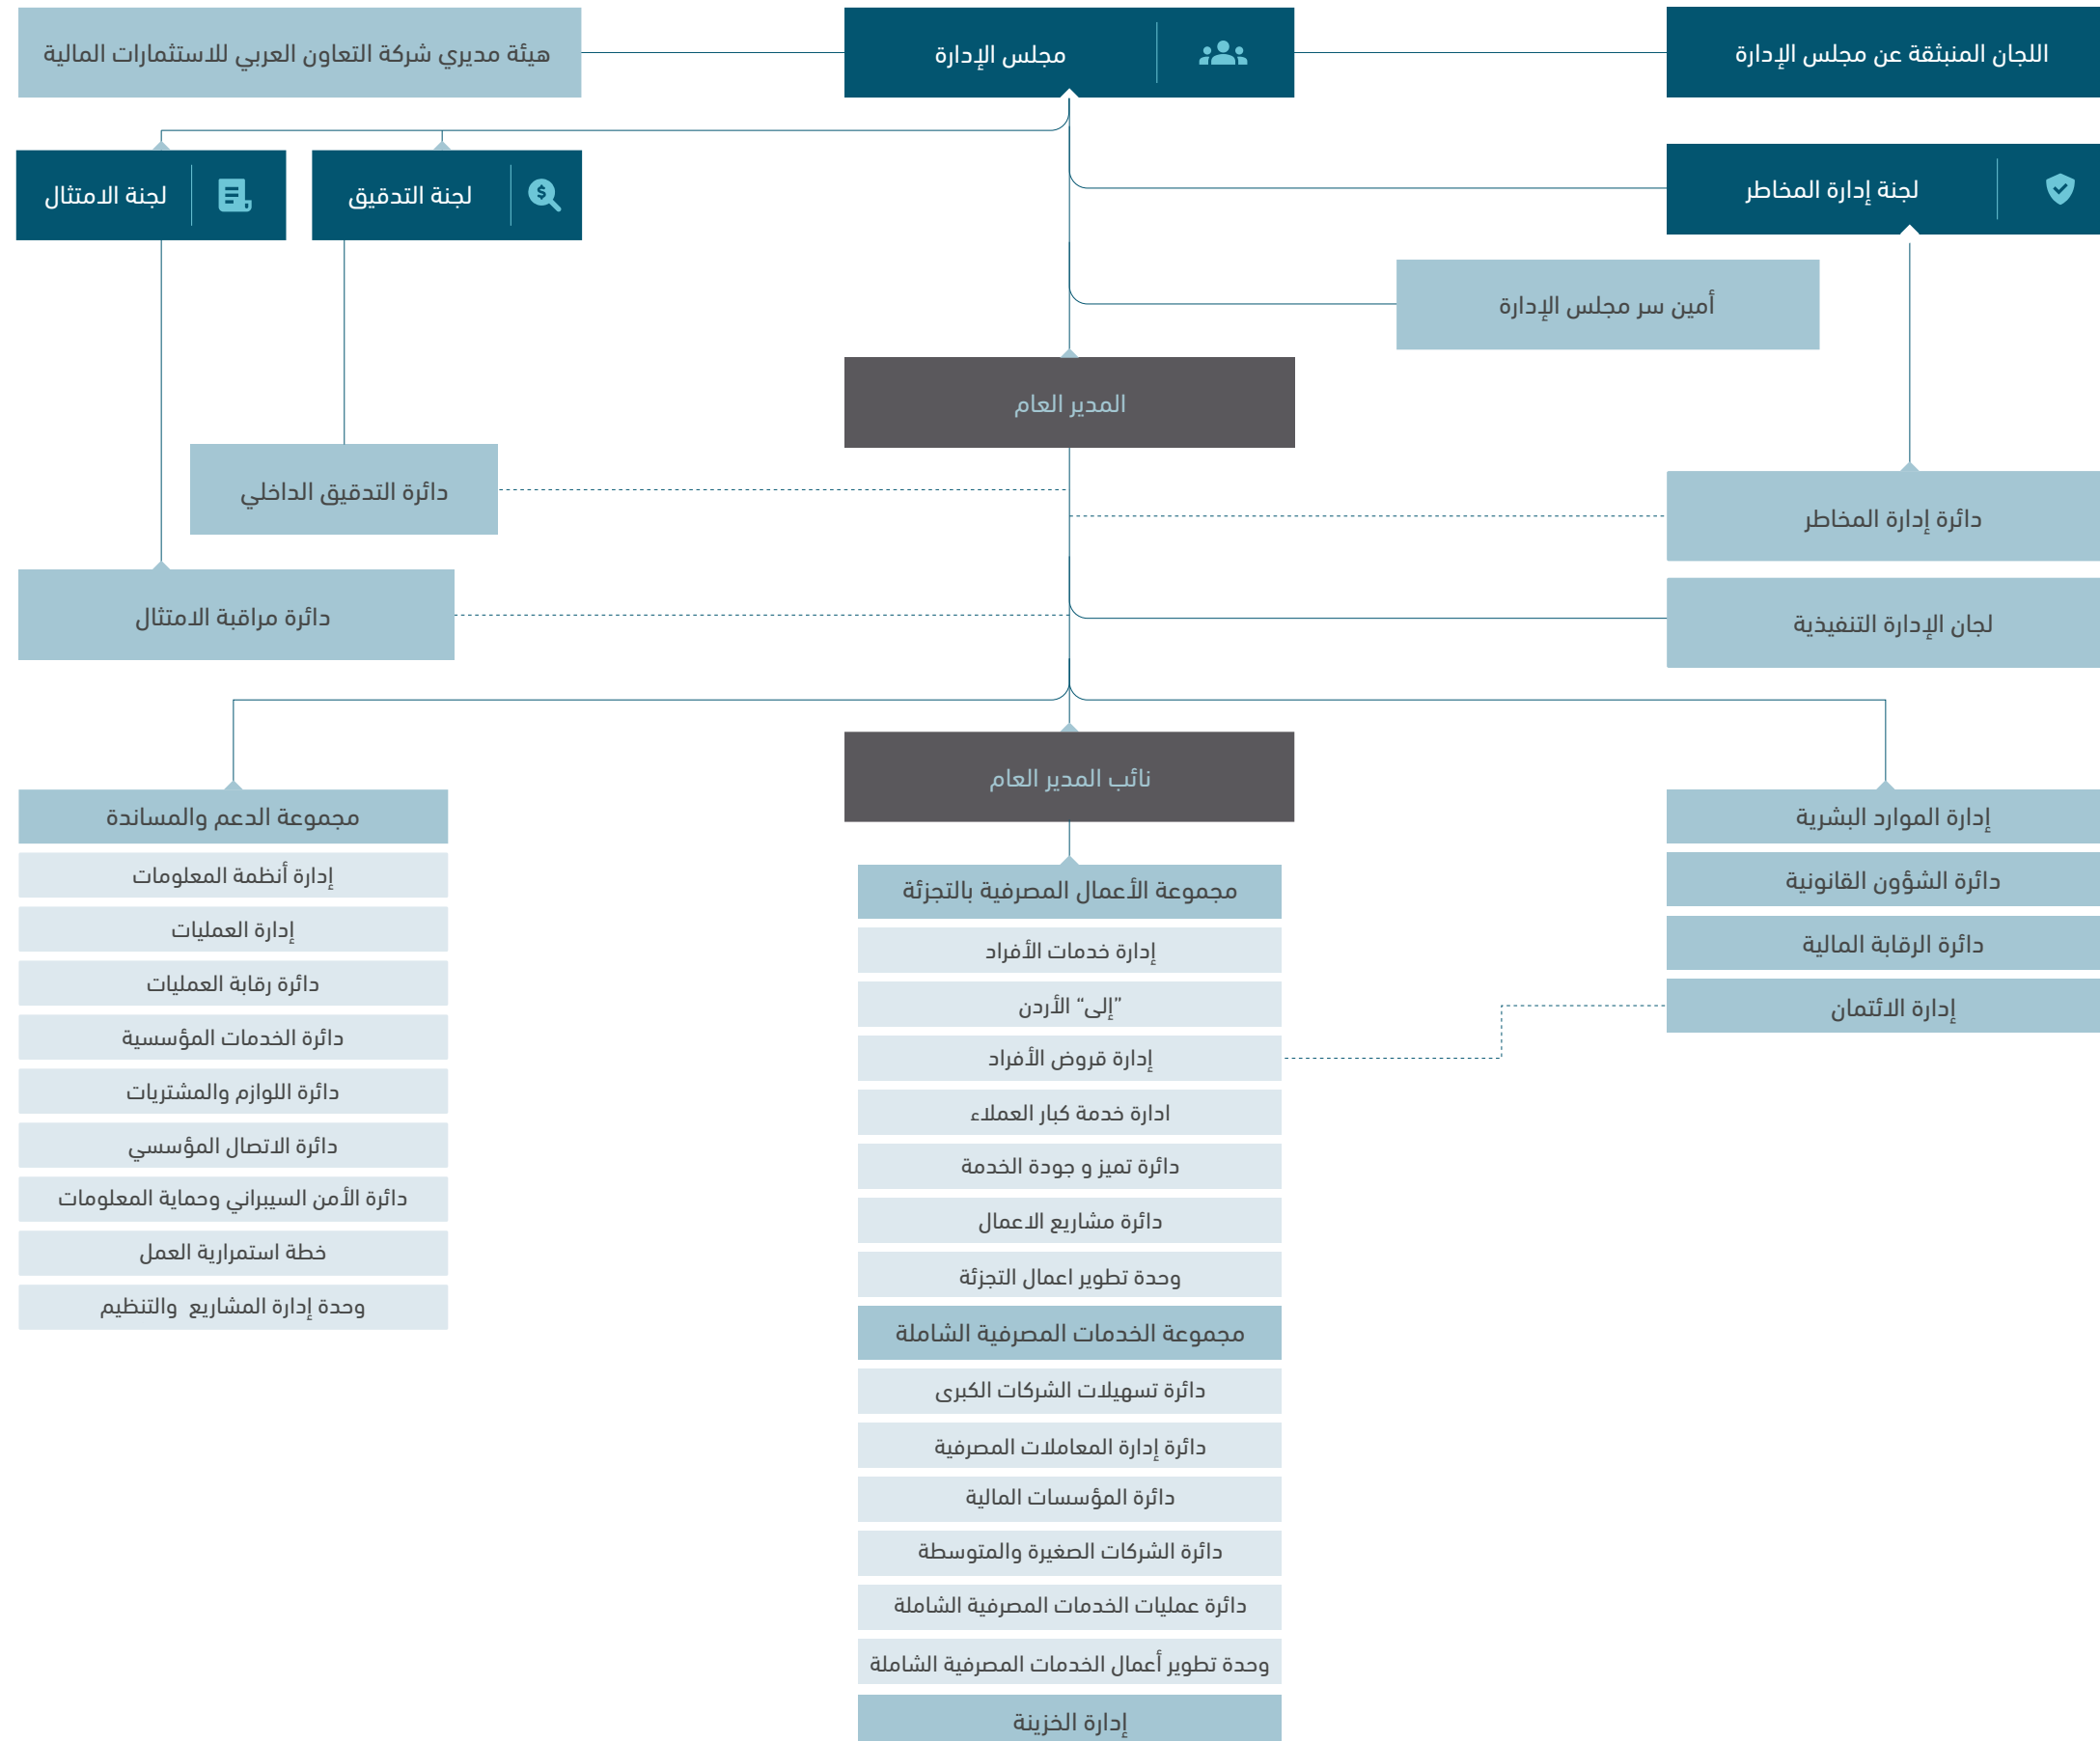 اللجان المنبثقة عن مجلس الإدارة
مجلس الإدارة
هيئة مديري شركة التعاون العربي للاستثمارات المالية
لجنة إدارة المخاطر
لجنة التدقيق
لجنة الامتثال
أمين سر مجلس الإدارة
المدير العام
دائرة التدقيق الداخلي
دائرة إدارة المخاطر
دائرة مراقبة الامتثال
لجان الإدارة التنفيذية
نائب المدير العام
إدارة الموارد البشرية
دائرة الشؤون القانونية
دائرة الرقابة المالية
إدارة الائتمان
مجموعة الأعمال المصرفية بالتجزئة
إدارة خدمات الأفراد
”إلى“ الأردن
إدارة قروض الأفراد
ادارة خدمة كبار العملاء
دائرة تميز و جودة الخدمة
دائرة مشاريع الاعمال
وحدة تطوير اعمال التجزئة
مجموعة الخدمات المصرفية الشاملة
دائرة تسهيلات الشركات الكبرى
دائرة إدارة المعاملات المصرفية
دائرة المؤسسات المالية
دائرة الشركات الصغيرة والمتوسطة
دائرة عمليات الخدمات المصرفية الشاملة
وحدة تطوير أعمال الخدمات المصرفية الشاملة
إدارة الخزينة
مجموعة الدعم والمساندة
إدارة أنظمة المعلومات
إدارة العمليات
دائرة رقابة العمليات
دائرة الخدمات المؤسسية
دائرة اللوازم والمشتريات
دائرة الاتصال المؤسسي
دائرة الأمن السيبراني وحماية المعلومات
خطة استمرارية العمل
وحدة إدارة المشاريع والتنظيم